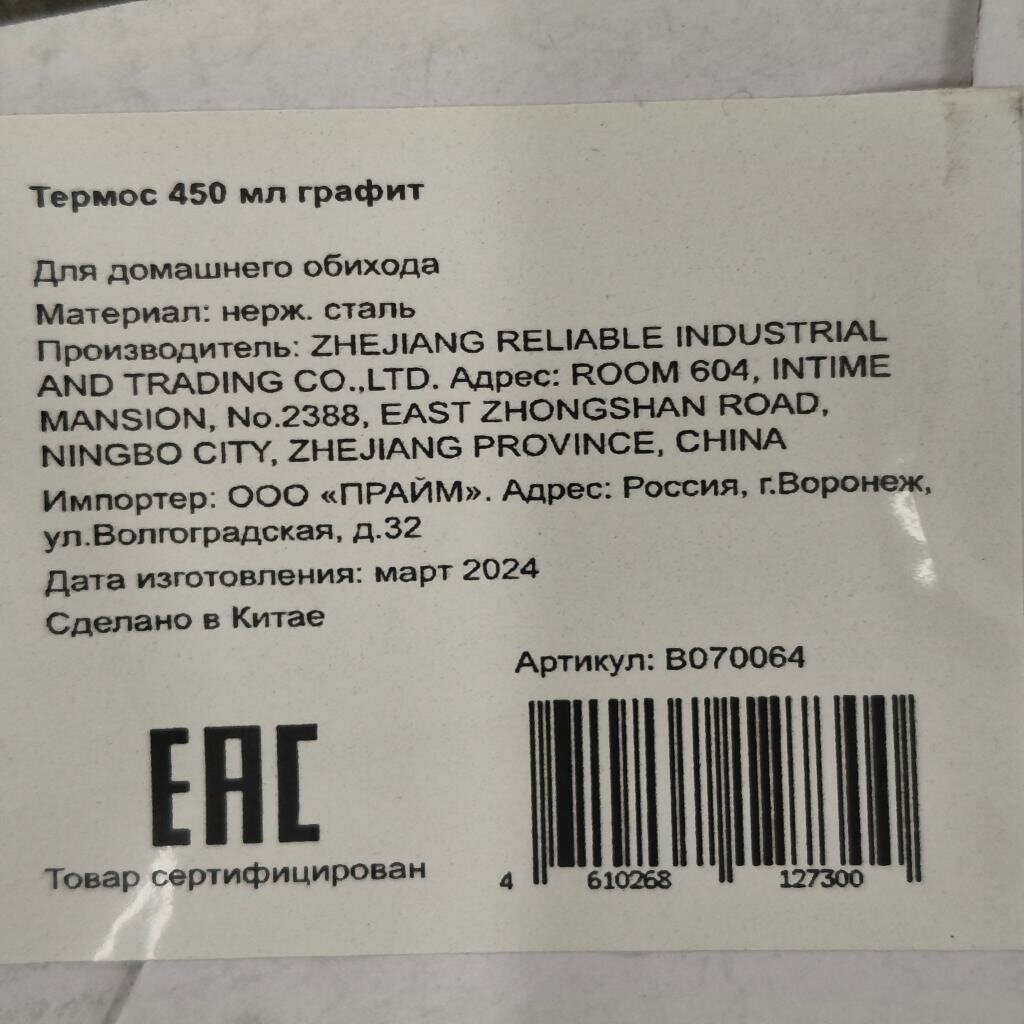 Термос 450 мл графит
Для домашнего обихода
Материал: нерж. сталь
Производитель: ZHEJIANG RELIABLE INDUSTRIAL
AND TRADING CO.,LTD. Адрес: ROOM 604, INTIME
MANSION, No.2388, EAST ZHONGSHAN ROAD,
NINGBO CITY, ZHEJIANG PROVINCE, CHINA
Импортер: ООО «ПРАЙМ». Адрес: Россия, г.Воронеж,
ул.Волгоградская, д.32
Дата изготовления: март 2024
Сделано в Китае
Артикул: B070064
EAC
Товар сертифицирован
4 610268 127300